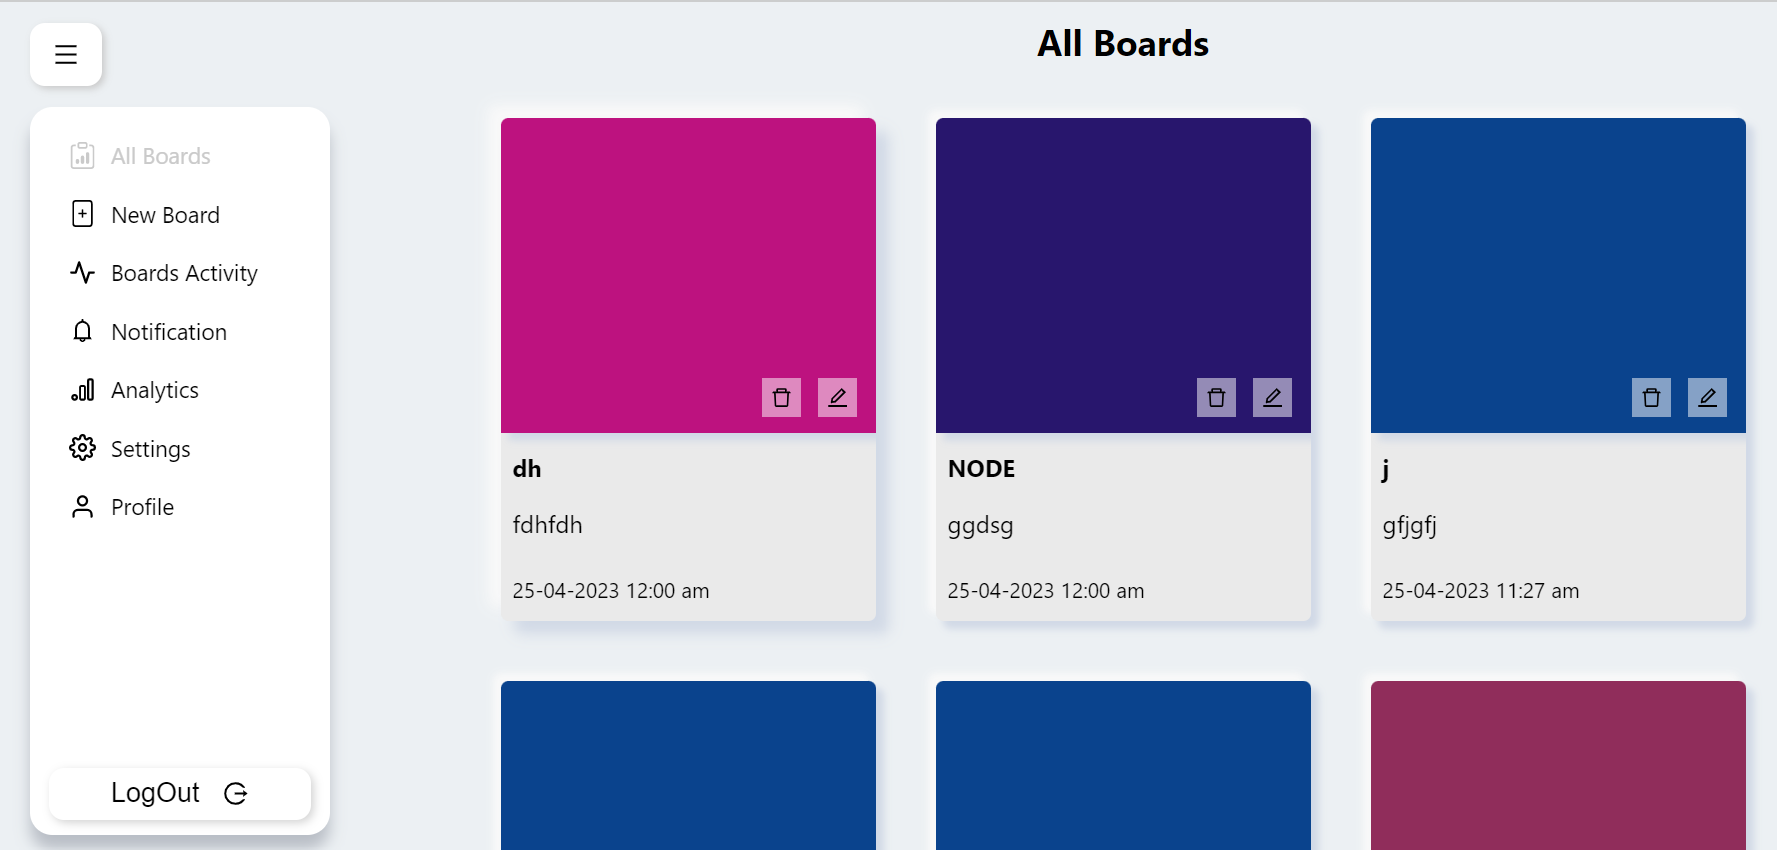 All Boards
All Boards
New Board
Boards Activity
Notification
Analytics
Settings
Profile
LogOut
dh
fdhfdh
25-04-2023 12:00 am
NODE
ggdsg
25-04-2023 12:00 am
j
gfjgfj
25-04-2023 11:27 am